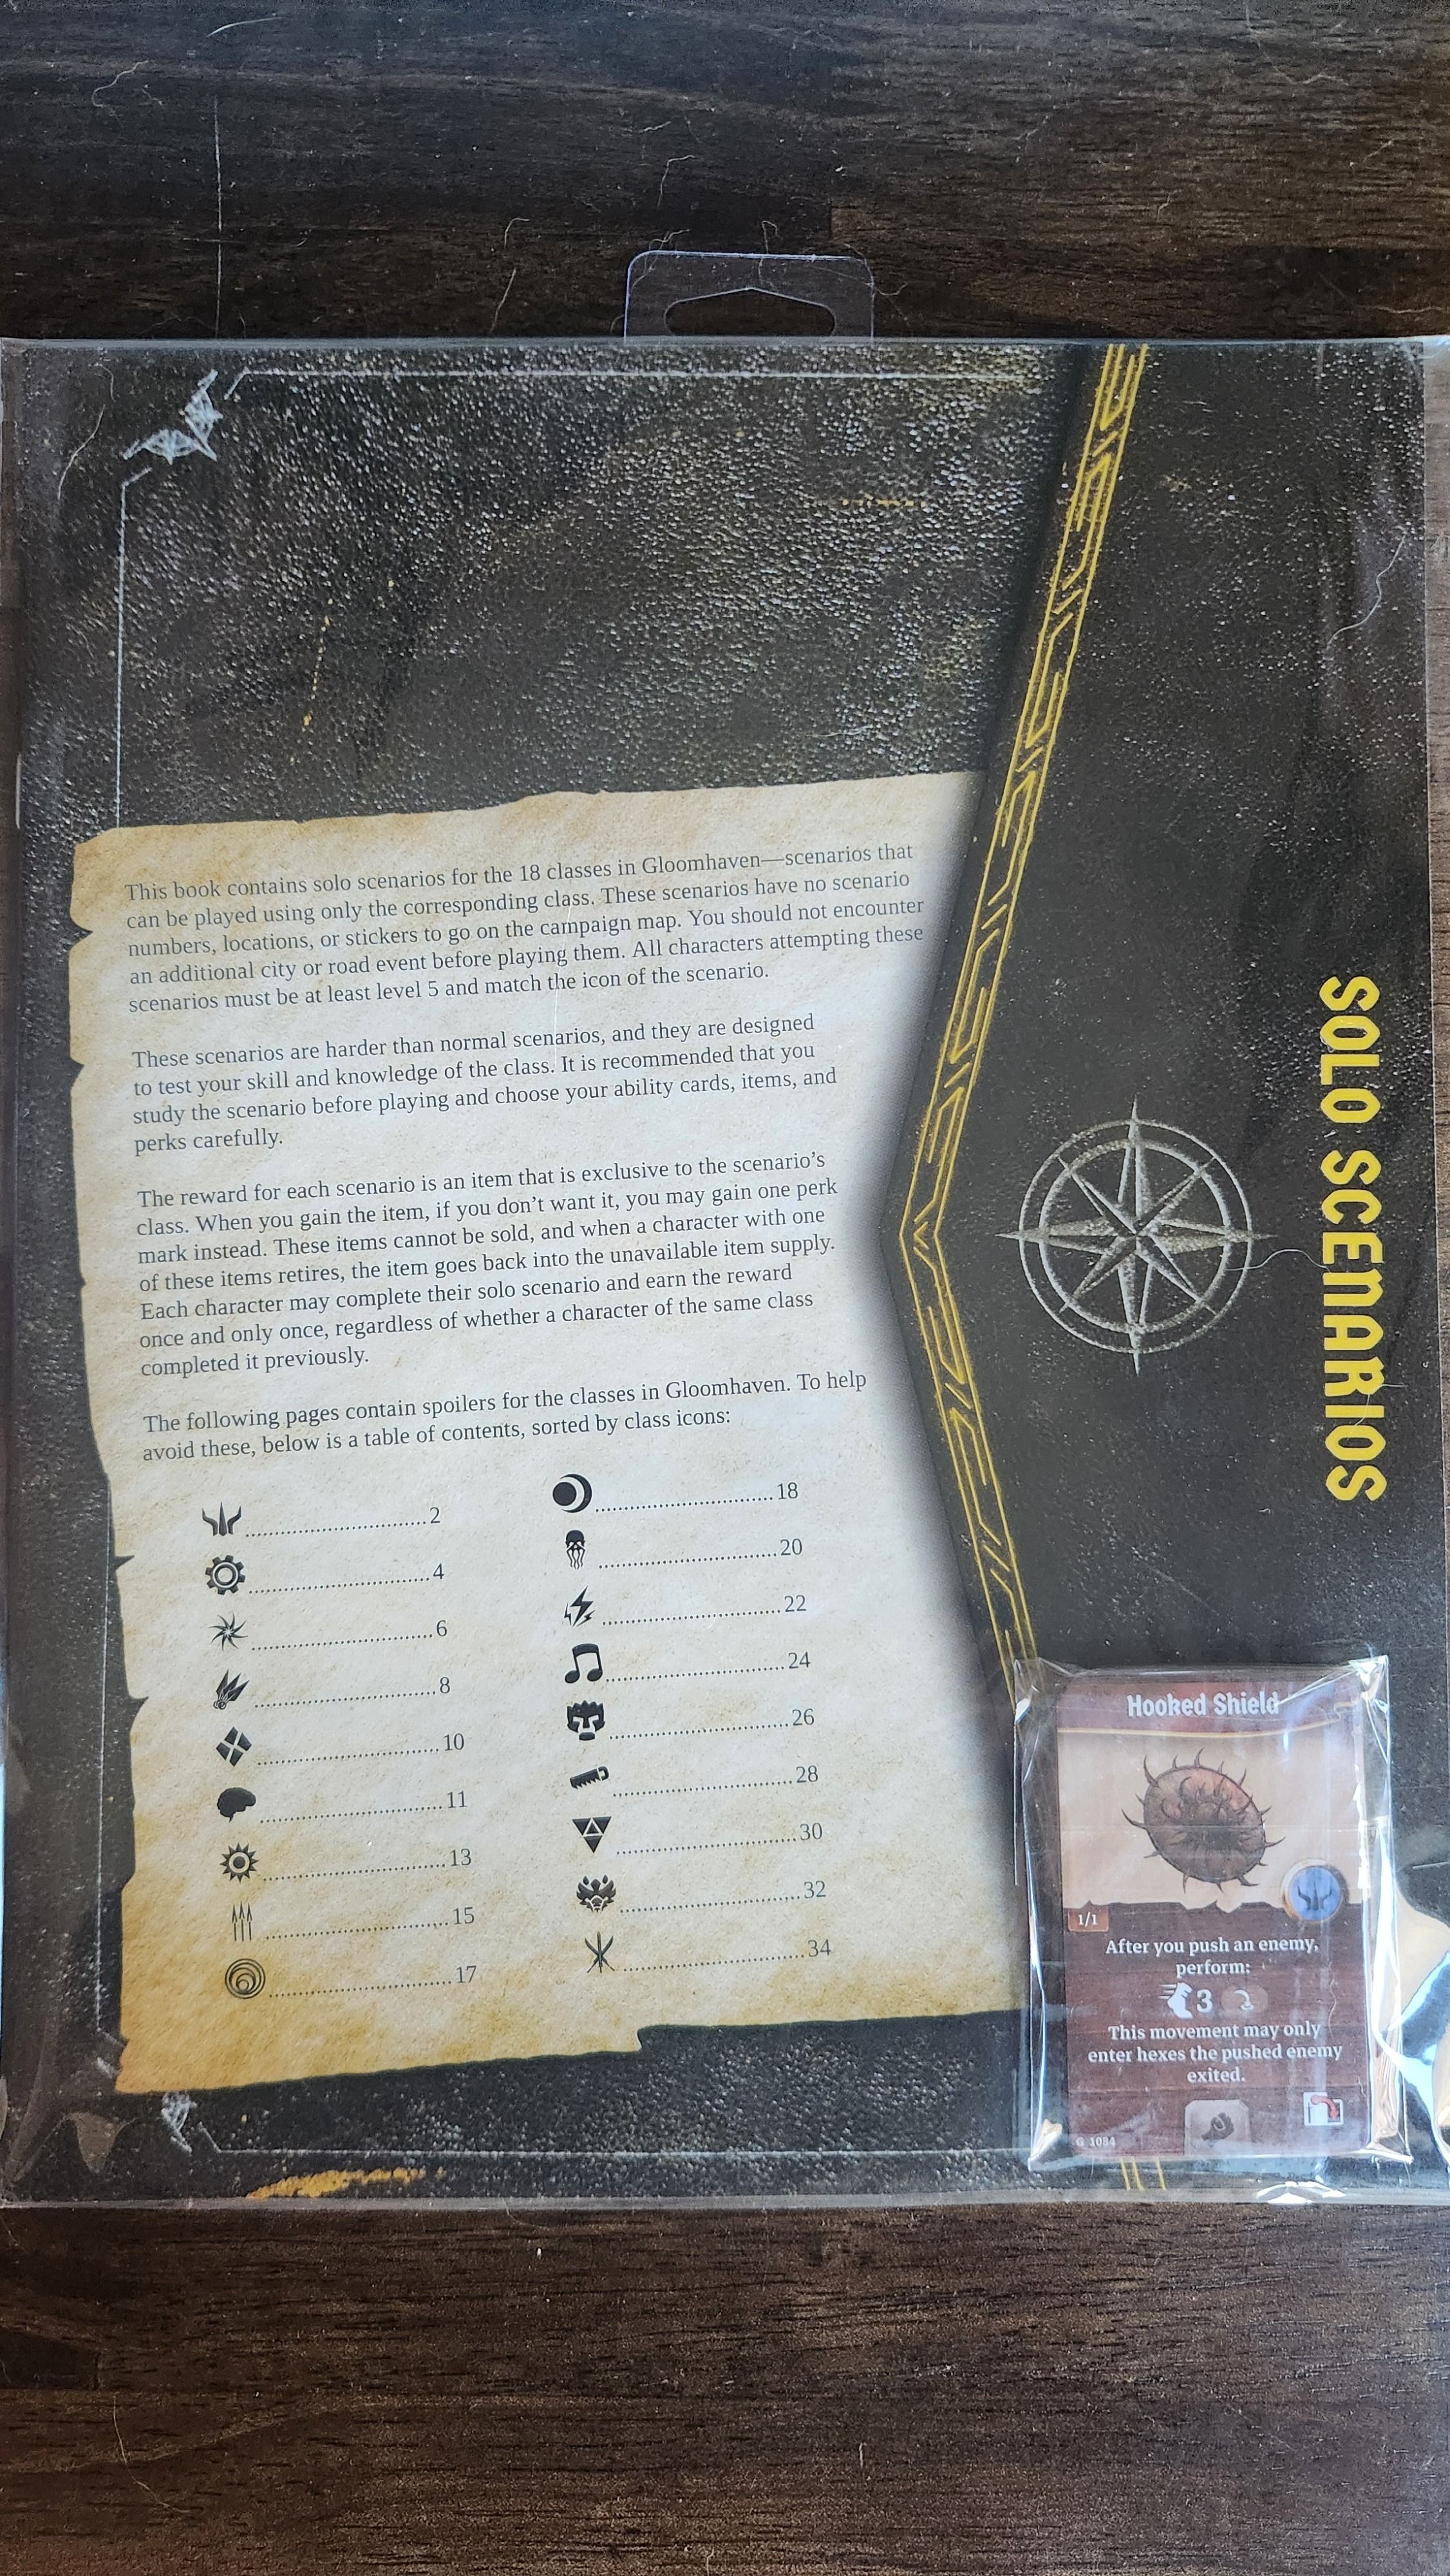 This book contains solo scenarios for the 18 classes in Gloomhaven—scenarios that
can be played using only the corresponding class. These scenarios have no scenario
numbers, locations, or stickers to go on the campaign map. You should not encounter
an additional city or road event before playing them. All characters attempting these
scenarios must be at least level 5 and match the icon of the scenario.
These scenarios are harder than normal scenarios, and they are designed
to test your skill and knowledge of the class. It is recommended that you
study the scenario before playing and choose your ability cards, items, and
perks carefully.
The reward for each scenario is an item that is exclusive to the scenario’s
class. When you gain the item, if you don’t want it, you may gain one perk
mark instead. These items cannot be sold, and when a character with one
of these items retires, the item goes back into the unavailable item supply.
Each character may complete their solo scenario and earn the reward
once and only once, regardless of whether a character of the same class
completed it previously.
The following pages contain spoilers for the classes in Gloomhaven. To help
avoid these, below is a table of contents, sorted by class icons:
2
4
6
8
10
11
13
15
17
18
20
22
24
26
28
30
32
34
SOLO SCENARIOS
Hooked Shield
1/1
After you push an enemy,
perform:
3
This movement may only
enter hexes the pushed enemy
exited.
G 1084